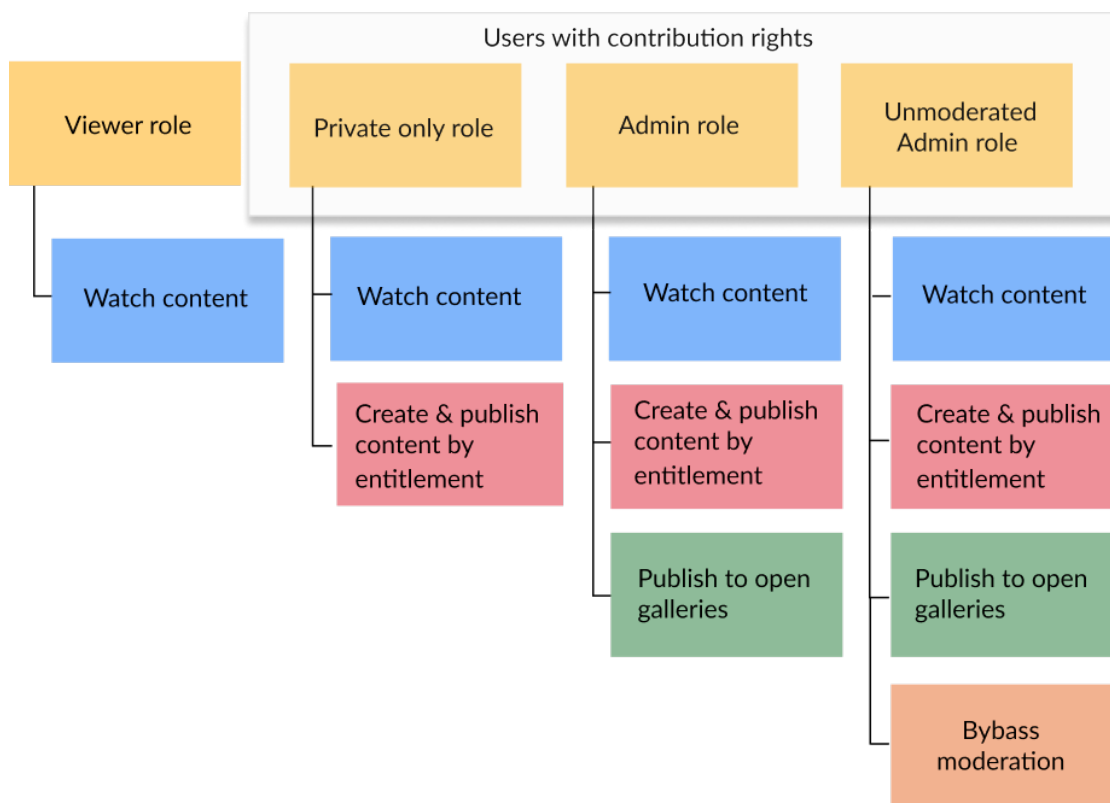 Users with contribution rights
Viewer role
Private only role
Admin role
Unmoderated
Admin role
Watch content
Watch content
Watch content
Watch content
Create & publish
content by
entitlement
Create & publish
content by
entitlement
Create & publish
content by
entitlement
Publish to open
galleries
Publish to open
galleries
Bybass
moderation